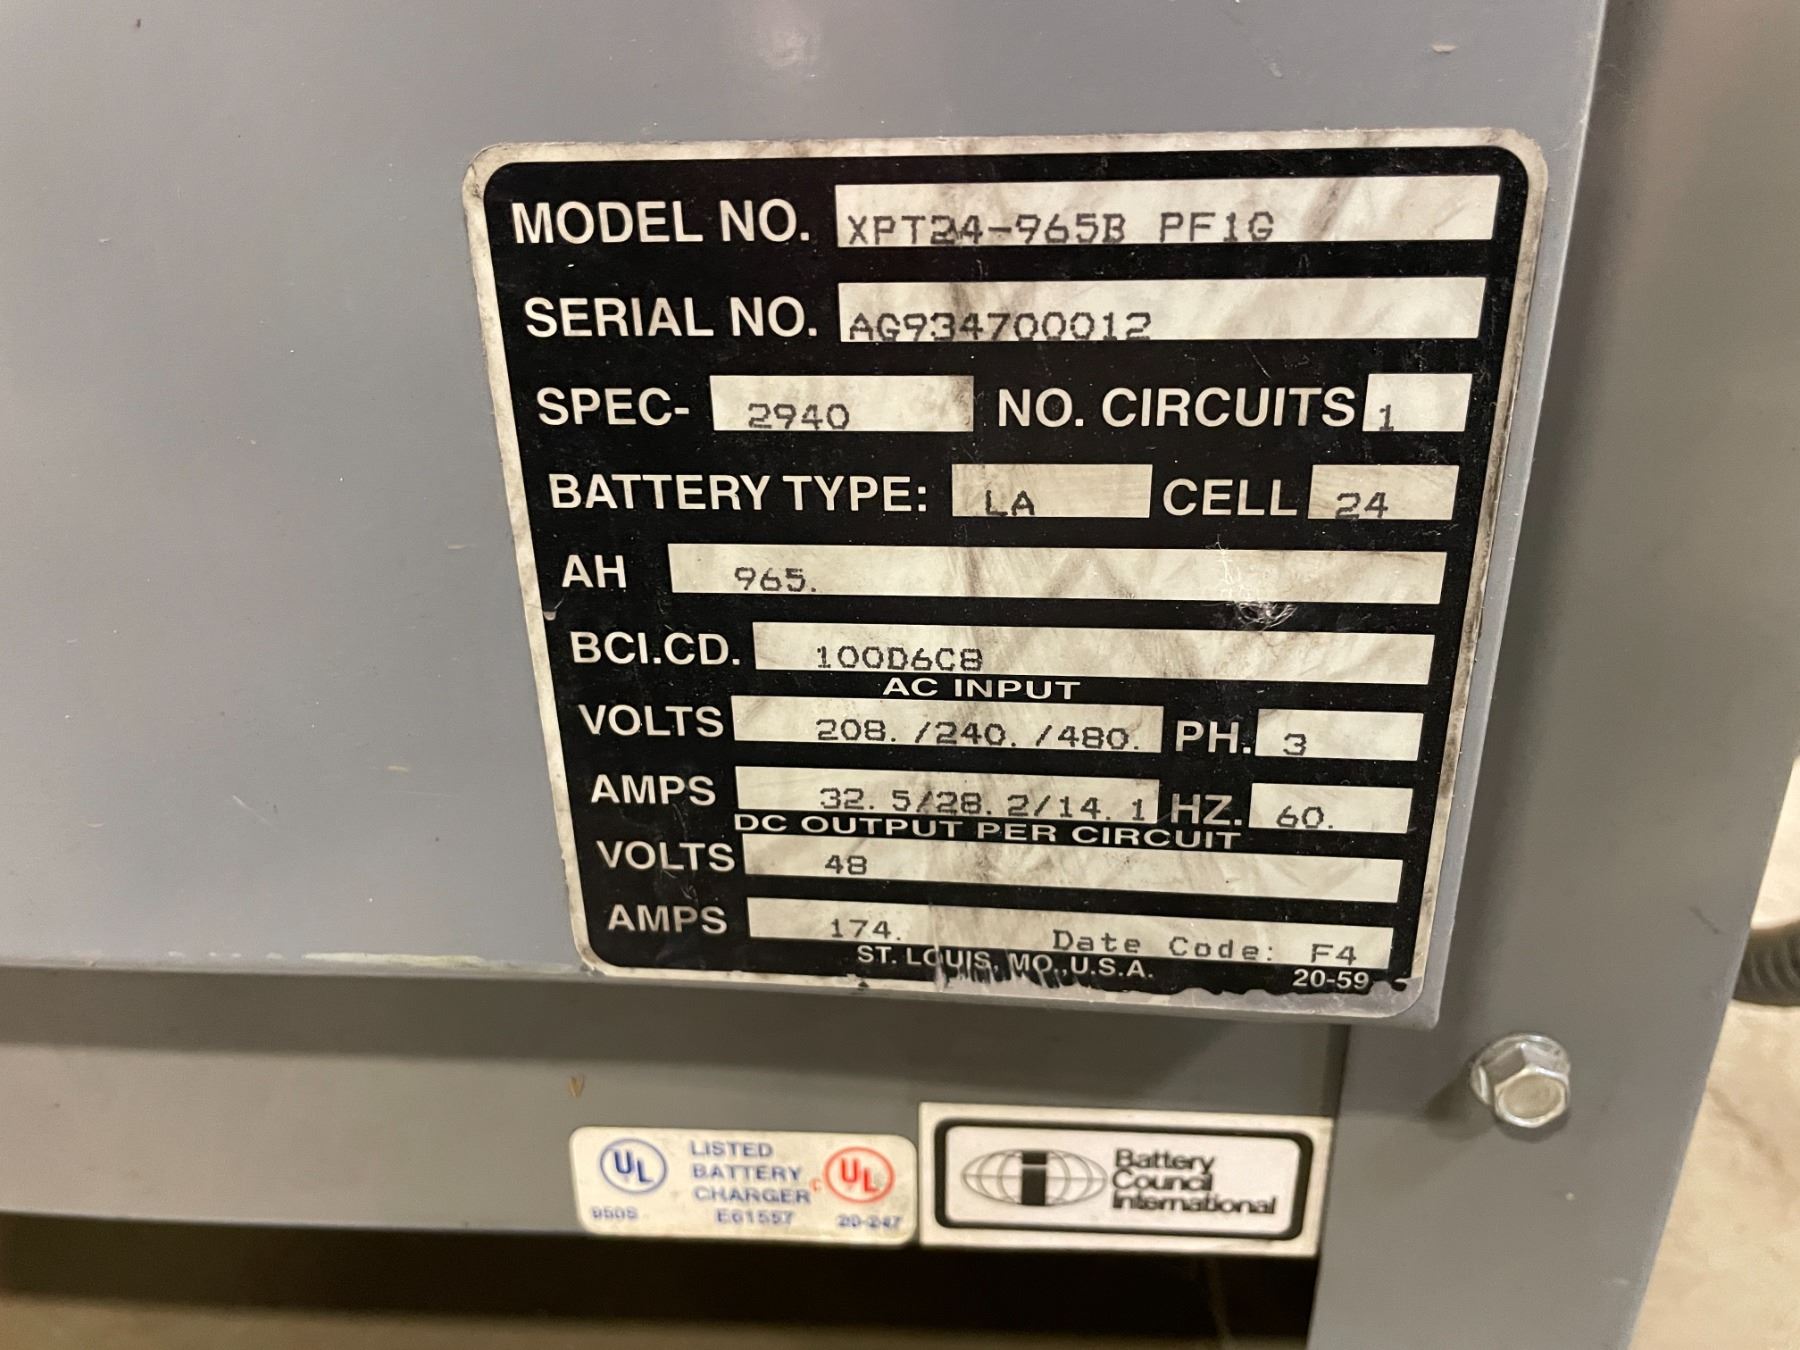 MODEL NO. XPT24-965B PF1G
SERIAL NO. AG934700012
SPEC- 2940 NO. CIRCUITS 1
BATTERY TYPE: LA CELL 24
AH 965.
BCI.CD. 100D6C8
AC INPUT
VOLTS 208. /240. /480. PH. 3
AMPS 32. 5/28. 2/14. 1 HZ. 60.
DC OUTPUT PER CIRCUIT
VOLTS 48
AMPS 174. Date Code: F4
ST. LOUIS, MO., U.S.A. 20-59
UL LISTED c UL
BATTERY
CHARGER
950S E61557 20-247
Battery
Council
International